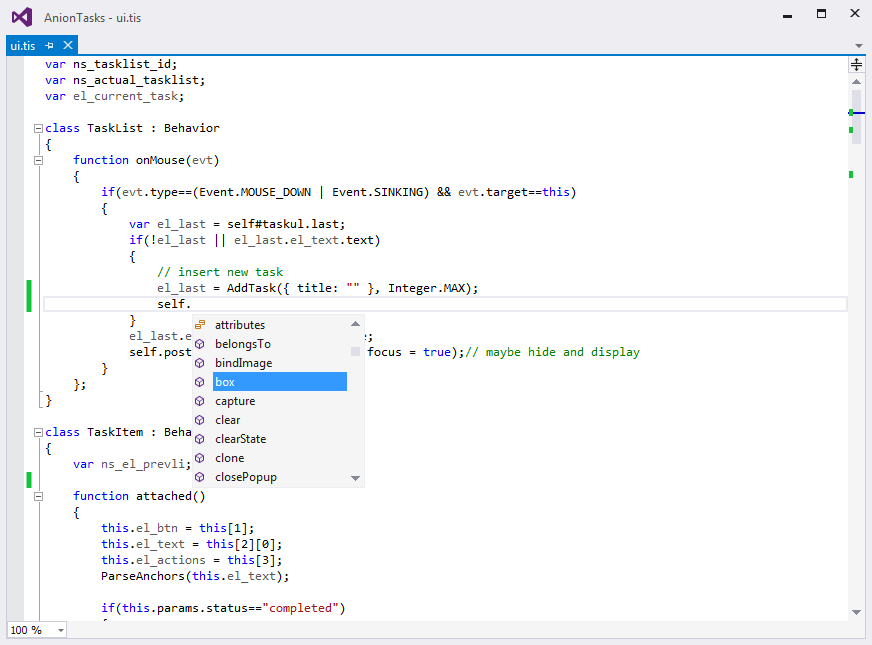 AnionTasks - ui.tis
ui.tis
var ns_tasklist_id;
var ns_actual_tasklist;
var el_current_task;
class TaskList : Behavior
{
function onMouse(evt)
{
if(evt.type==(Event.MOUSE_DOWN | Event.SINKING) && evt.target==this)
{
var el_last = self#taskul.last;
if(!el_last || el_last.el_text.text)
{
// insert new task
el_last = AddTask({ title: "" }, Integer.MAX);
self.
}
attributes
el_last.e
;
belongsTo
self.post
focus = true);// maybe hide and display
bindImage
}
box
};
capture
}
clear
class TaskItem : Beha
clearState
{
clone
var ns_el_prevli;
closePopup
function attached()
{
this.el_btn = this[1];
this.el_text = this[2][0];
this.el_actions = this[3];
ParseAnchors(this.el_text);
if(this.params.status=="completed")
100 %